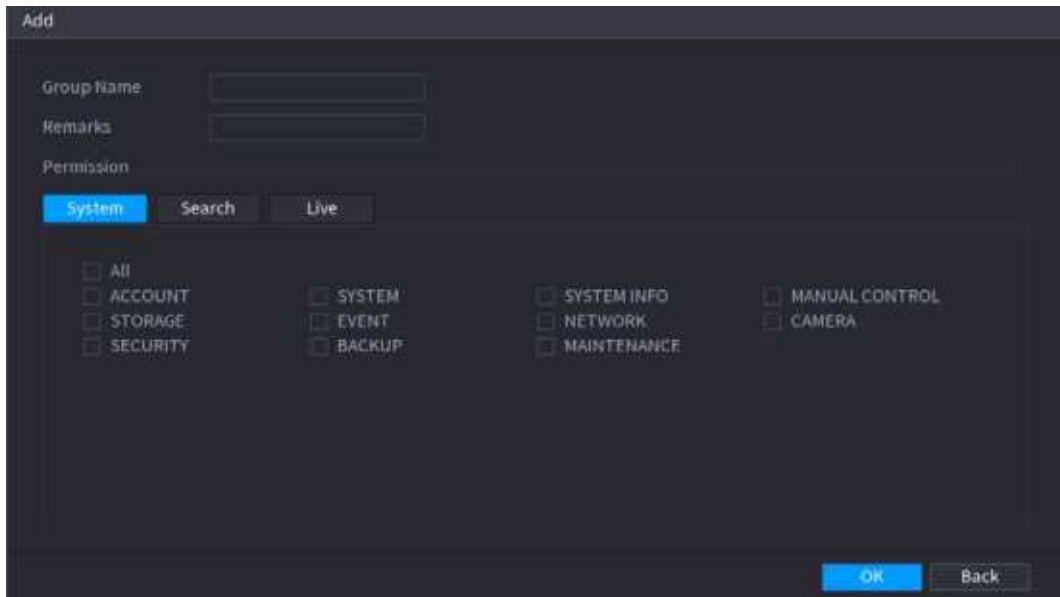 Add
Group Name
Remarks
Permission
System Search Live
All
ACCOUNT SYSTEM SYSTEM INFO MANUAL CONTROL
STORAGE EVENT NETWORK CAMERA
SECURITY BACKUP MAINTENANCE
OK Back